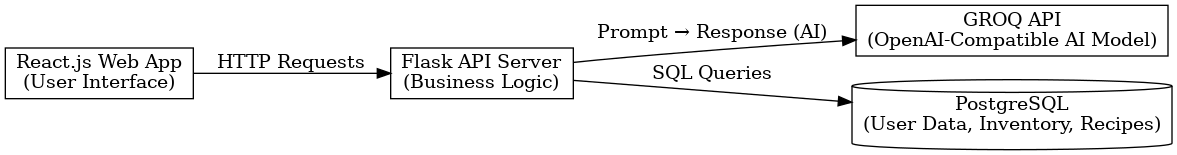 React.js Web App
(User Interface)
HTTP Requests
Flask API Server
(Business Logic)
Prompt → Response (AI)
SQL Queries
GROQ API
(OpenAI-Compatible AI Model)
PostgreSQL
(User Data, Inventory, Recipes)